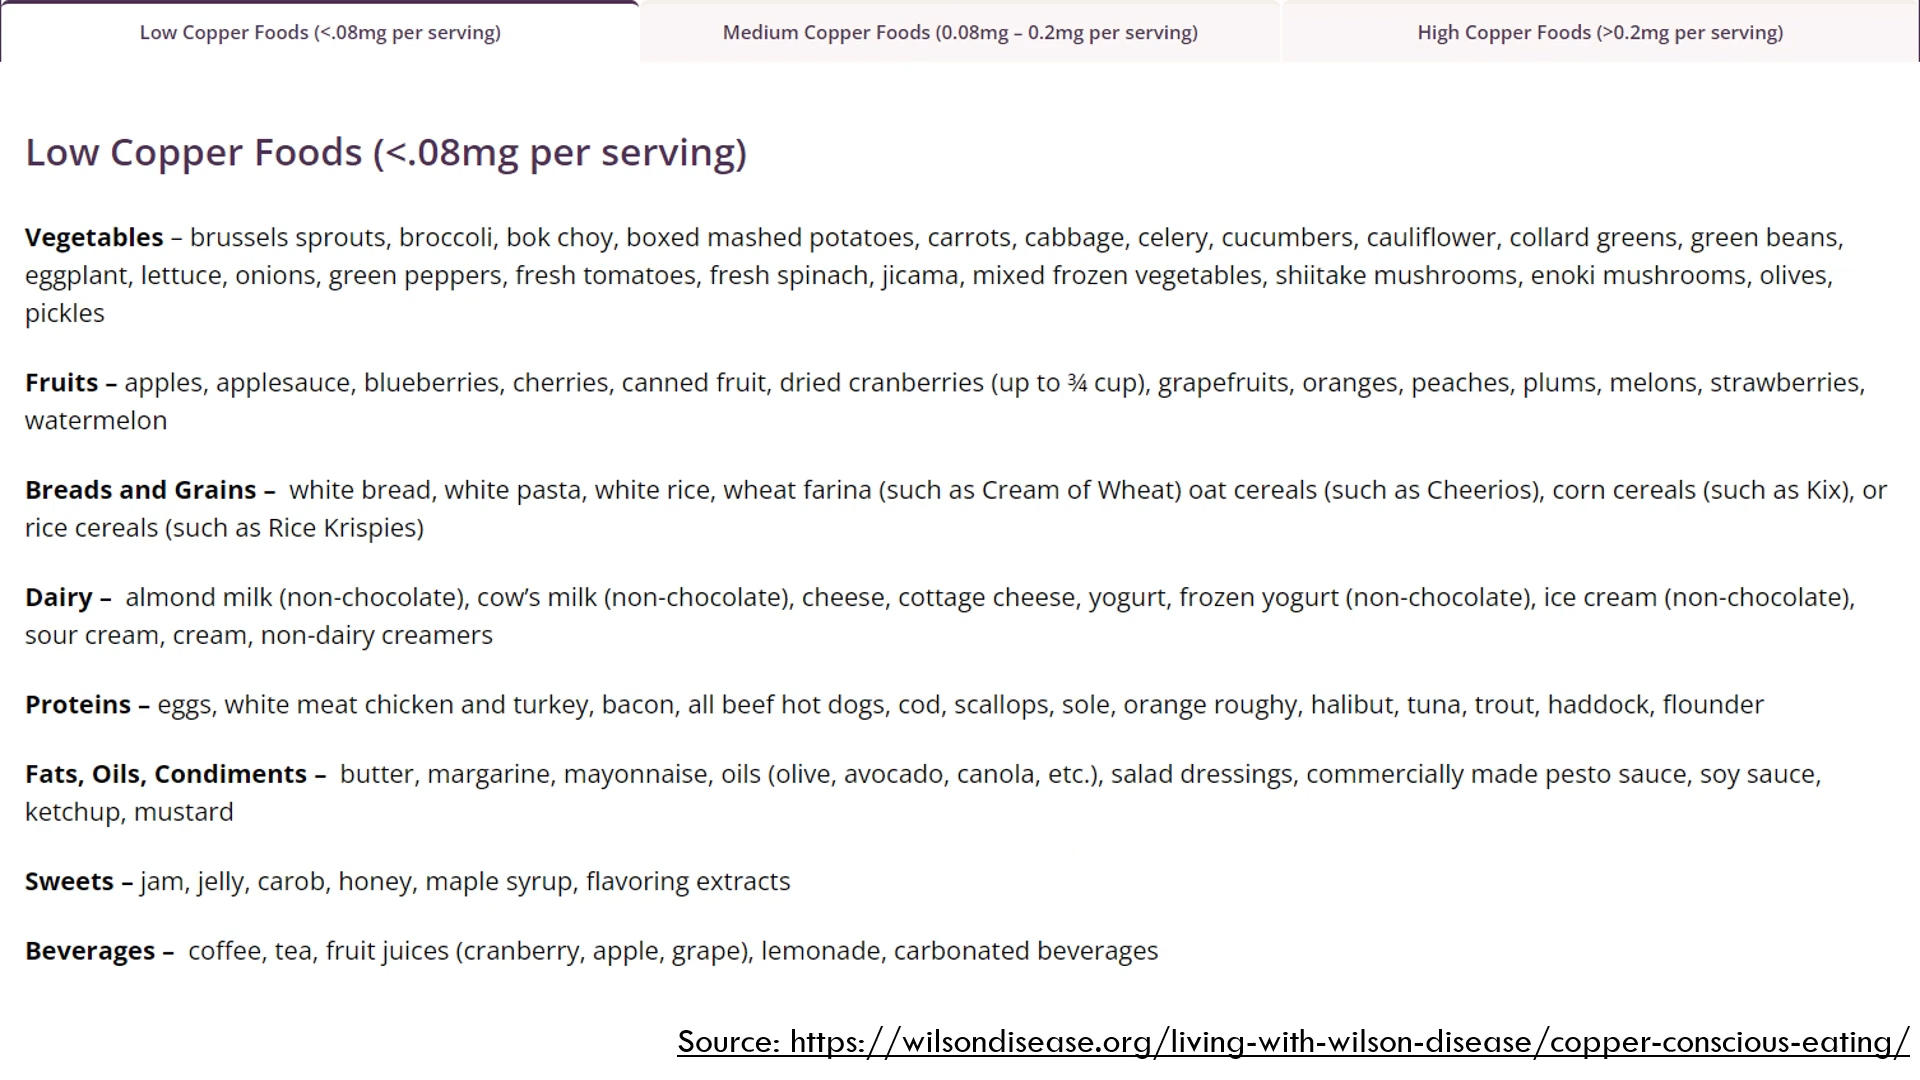 Low Copper Foods (<.08mg per serving)
Medium Copper Foods (0.08mg – 0.2mg per serving)
High Copper Foods (>0.2mg per serving)
Low Copper Foods (<.08mg per serving)
Vegetables – brussels sprouts, broccoli, bok choy, boxed mashed potatoes, carrots, cabbage, celery, cucumbers, cauliflower, collard greens, green beans,
eggplant, lettuce, onions, green peppers, fresh tomatoes, fresh spinach, jicama, mixed frozen vegetables, shiitake mushrooms, enoki mushrooms, olives,
pickles
Fruits – apples, applesauce, blueberries, cherries, canned fruit, dried cranberries (up to ¾ cup), grapefruits, oranges, peaches, plums, melons, strawberries,
watermelon
Breads and Grains – white bread, white pasta, white rice, wheat farina (such as Cream of Wheat) oat cereals (such as Cheerios), corn cereals (such as Kix), or
rice cereals (such as Rice Krispies)
Dairy – almond milk (non-chocolate), cow’s milk (non-chocolate), cheese, cottage cheese, yogurt, frozen yogurt (non-chocolate), ice cream (non-chocolate),
sour cream, cream, non-dairy creamers
Proteins – eggs, white meat chicken and turkey, bacon, all beef hot dogs, cod, scallops, sole, orange roughy, halibut, tuna, trout, haddock, flounder
Fats, Oils, Condiments – butter, margarine, mayonnaise, oils (olive, avocado, canola, etc.), salad dressings, commercially made pesto sauce, soy sauce,
ketchup, mustard
Sweets – jam, jelly, carob, honey, maple syrup, flavoring extracts
Beverages – coffee, tea, fruit juices (cranberry, apple, grape), lemonade, carbonated beverages
Source: https://wilsondisease.org/living-with-wilson-disease/copper-conscious-eating/